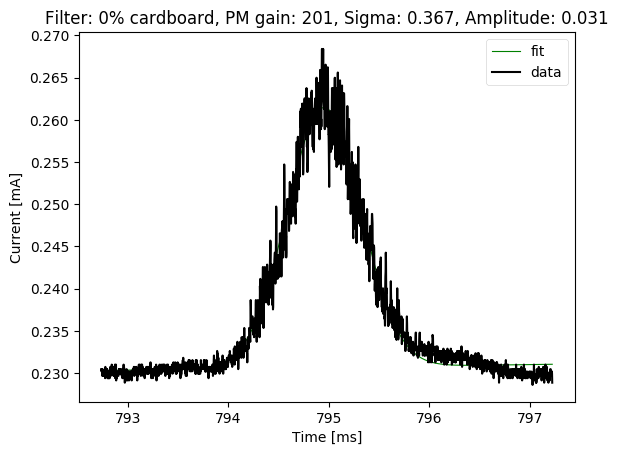 Filter: 0% cardboard, PM gain: 201, Sigma: 0.367, Amplitude: 0.031
fit
data
0.270
0.265
0.260
0.255
0.250
0.245
0.240
0.235
0.230
Current [mA]
793
794
795
796
797
Time [ms]